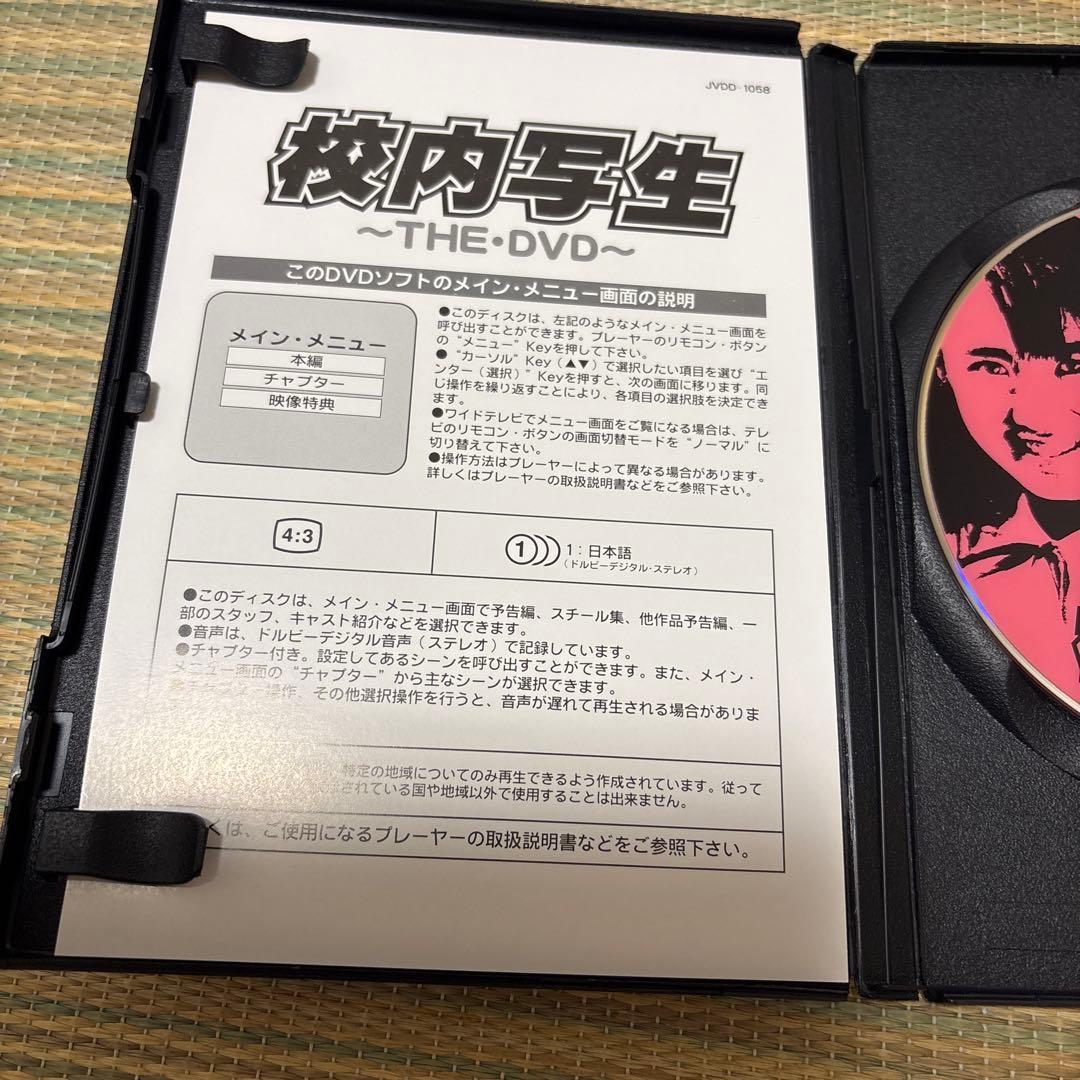 JVDD-1058
校内写生
～THE・DVD～
このDVDソフトのメイン・メニュー画面の説明
メイン・メニュー
本編
チャプター
映像特典
●このディスクは、左記のようなメイン・メニュー画面を
呼び出すことができます。プレーヤーのリモコン・ボタン
の“メニュー”Keyを押して下さい。
●“カーソル”Key（▲▼）で選択したい項目を選び“エ
ンター（選択）”Keyを押すと、次の画面に移ります。同
じ操作を繰り返すことにより、各項目の選択肢を決定でき
ます。
●ワイドテレビでメニュー画面をご覧になる場合は、テレ
ビのリモコン・ボタンの画面切替モードを“ノーマル”に
切り替えて下さい。
●操作方法はプレーヤーによって異なる場合があります。
詳しくはプレーヤーの取扱説明書などをご参照下さい。
4:3
1))) 1：日本語
（ドルビーデジタル・ステレオ）
●このディスクは、メイン・メニュー画面で予告編、スチール集、他作品予告編、一
部のスタッフ、キャスト紹介などを選択できます。
●音声は、ドルビーデジタル音声（ステレオ）で記録しています。
●チャプター付き。設定してあるシーンを呼び出すことができます。また、メイン・
メニュー画面の“チャプター”から主なシーンが選択できます。
操作、その他選択操作を行うと、音声が遅れて再生される場合がありま
特定の地域についてのみ再生できるよう作成されています。従って
されている国や地域以外で使用することは出来ません。
くは、ご使用になるプレーヤーの取扱説明書などをご参照下さい。